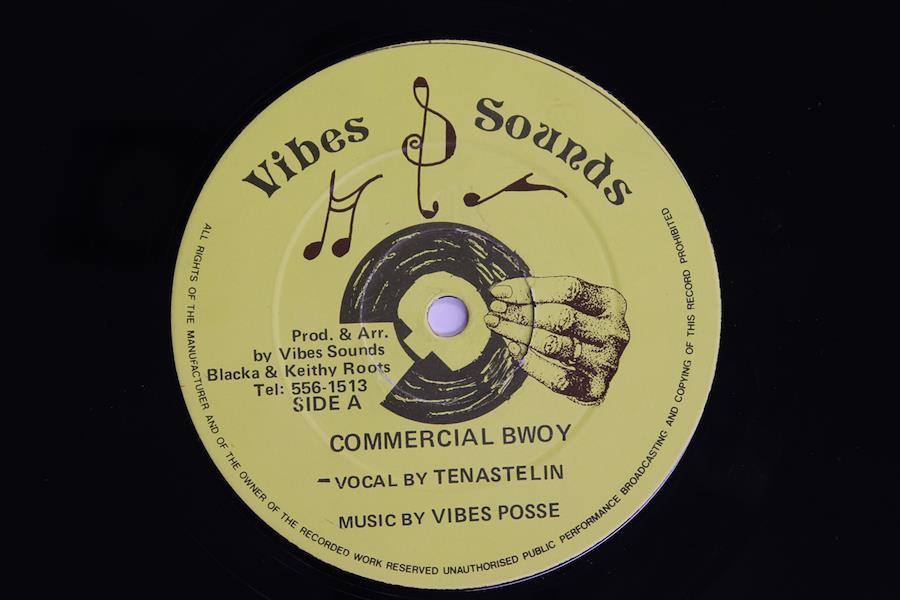 Vibes Sounds
Prod. & Arr.
by Vibes Sounds
Blacka & Keithy Roots
Tel: 556-1513
SIDE A
COMMERCIAL BWOY
-VOCAL BY TENASTELIN
MUSIC BY VIBES POSSE
ALL RIGHTS OF THE MANUFACTURER AND OF THE OWNER OF THE RECORDED WORK RESERVED UNAUTHORISED PUBLIC PERFORMANCE BROADCASTING AND COPYING OF THIS RECORD PROHIBITED